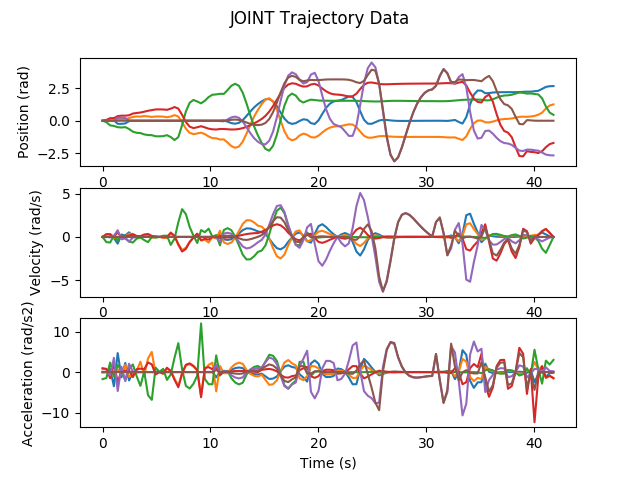 JOINT Trajectory Data
Position (rad)
2.5
0.0
−2.5
0 10 20 30 40
Velocity (rad/s)
5
0
−5
0 10 20 30 40
Acceleration (rad/s2)
10
0
−10
0 10 20 30 40
Time (s)